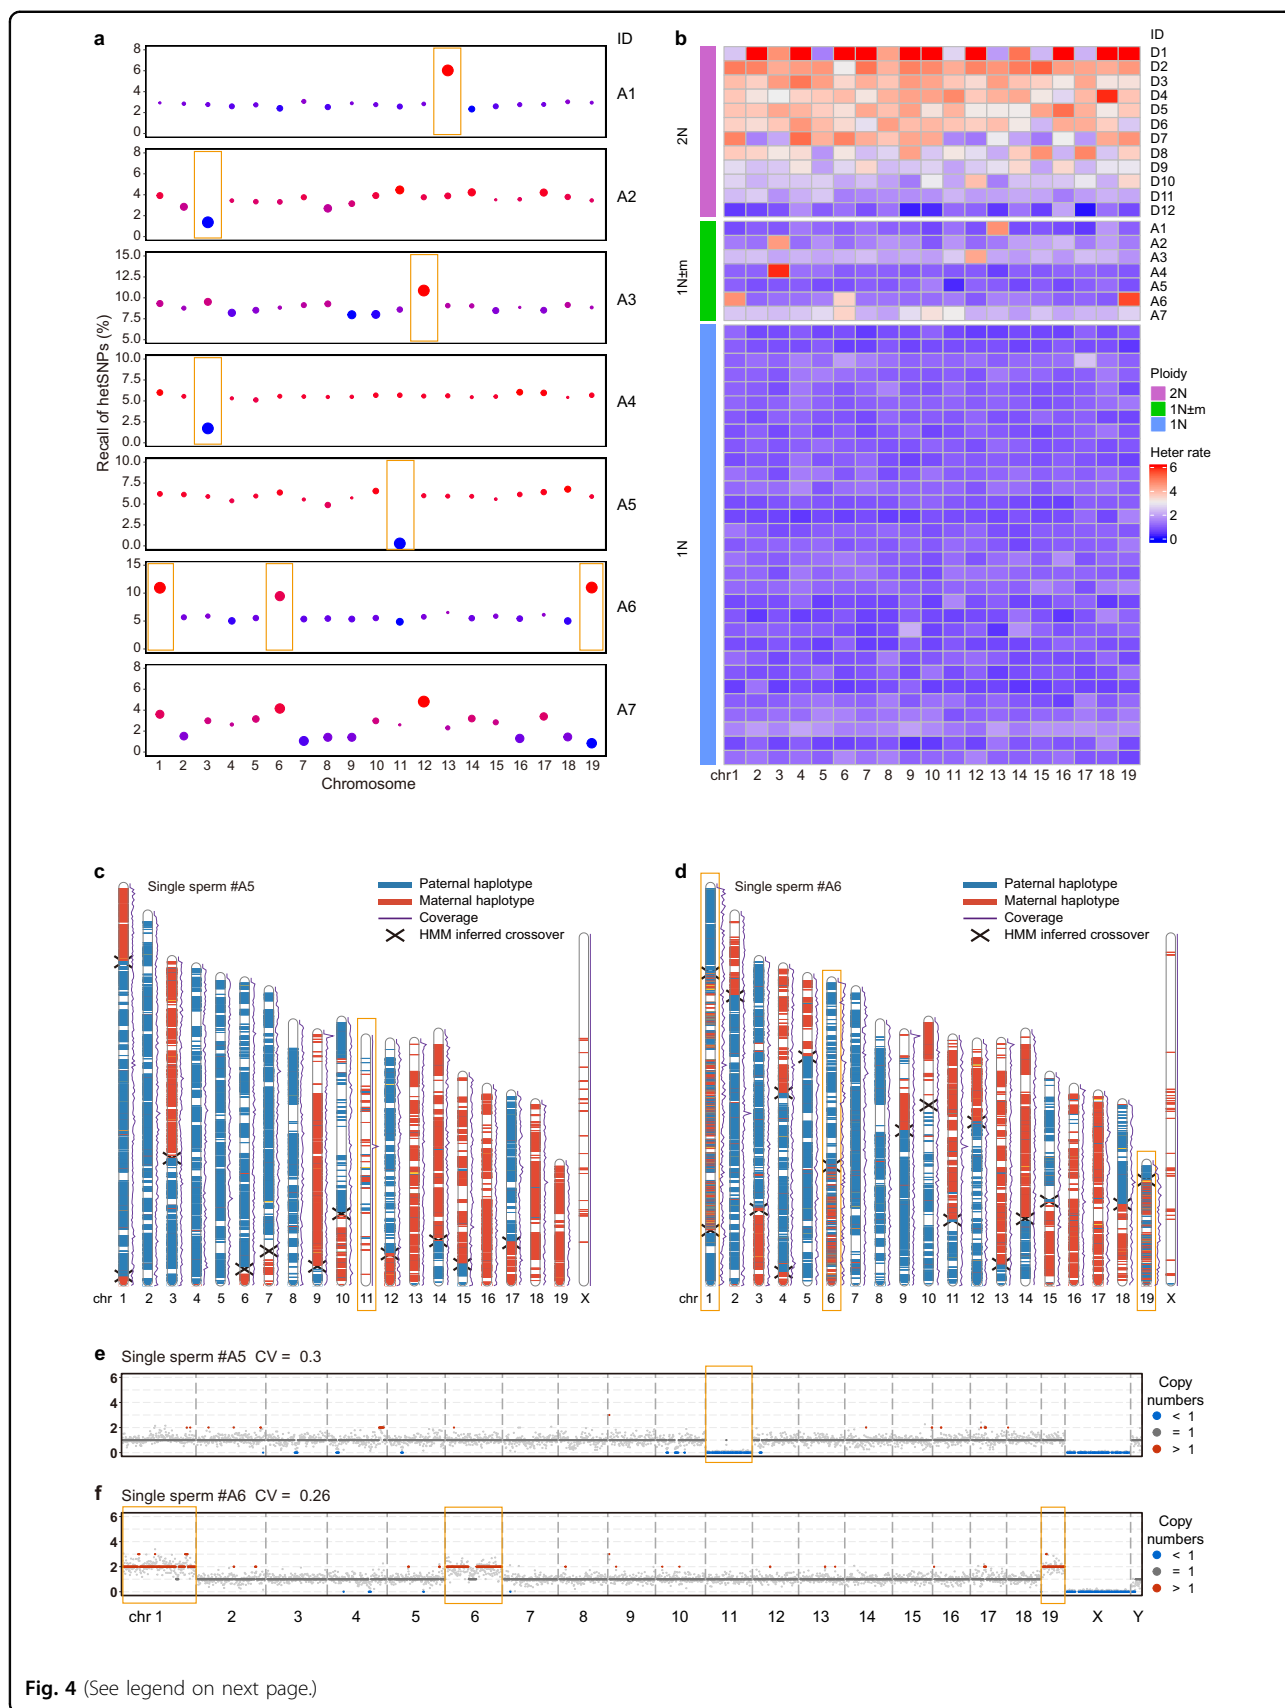 a
ID
Recall of hetSNPs (%)
8
6
4
2
0
A1
8
6
4
2
0
A2
15.0
12.5
10.0
7.5
5.0
A3
10.0
7.5
5.0
2.5
0.0
A4
10.0
7.5
5.0
2.5
0.0
A5
15
10
5
0
A6
8
6
4
2
0
A7
1 2 3 4 5 6 7 8 9 10 11 12 13 14 15 16 17 18 19
Chromosome
b
ID
2N
D1
D2
D3
D4
D5
D6
D7
D8
D9
D10
D11
D12
1N±m
A1
A2
A3
A4
A5
A6
A7
1N
chr1 2 3 4 5 6 7 8 9 10 11 12 13 14 15 16 17 18 19
Ploidy
2N
1N±m
1N
Heter rate
6
4
2
0
c
Single sperm #A5
Paternal haplotype
Maternal haplotype
Coverage
HMM inferred crossover
chr 1 2 3 4 5 6 7 8 9 10 11 12 13 14 15 16 17 18 19 X
d
Single sperm #A6
Paternal haplotype
Maternal haplotype
Coverage
HMM inferred crossover
chr 1 2 3 4 5 6 7 8 9 10 11 12 13 14 15 16 17 18 19 X
e Single sperm #A5 CV = 0.3
6
4
2
0
Copy
numbers
< 1
= 1
> 1
f Single sperm #A6 CV = 0.26
6
4
2
0
Copy
numbers
< 1
= 1
> 1
chr 1 2 3 4 5 6 7 8 9 10 11 12 13 14 15 16 17 18 19 X Y
Fig. 4 (See legend on next page.)